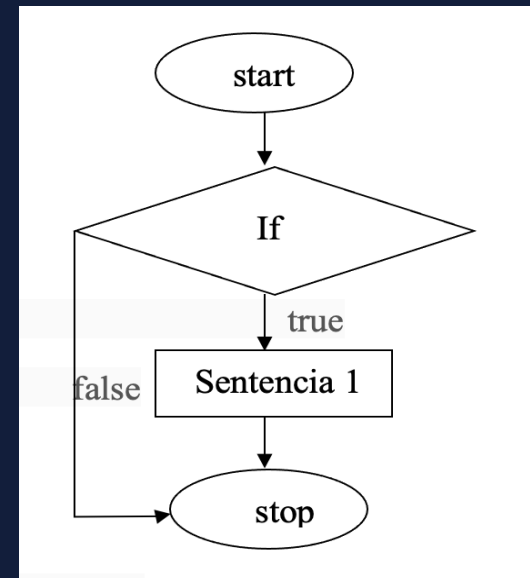 start
If
true
false
Sentencia 1
stop